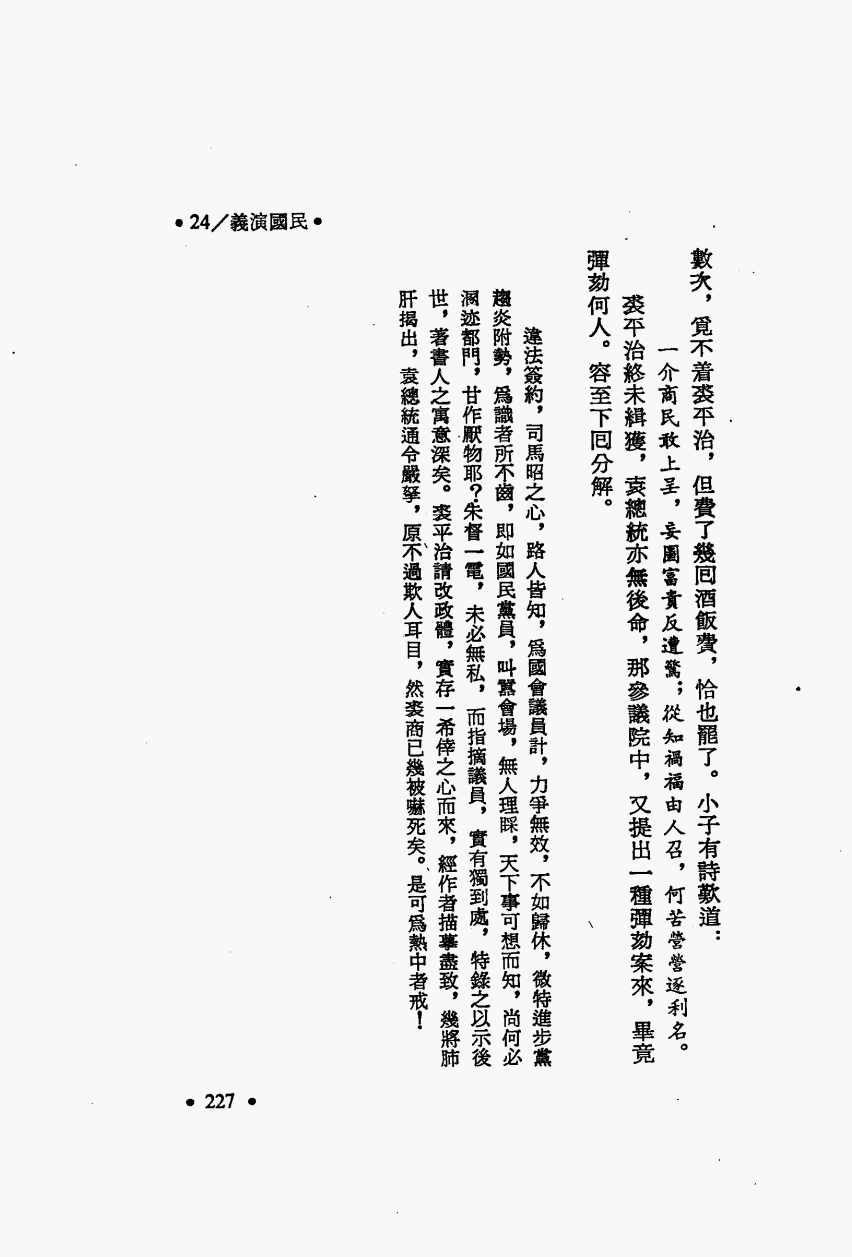 •24／義演國民•
數次，覓不着裘平治，但費了幾回酒飯費，恰也罷了。小子有詩歎道：
一介商民敢上呈，妄圖富貴反遭驚；從知禍福由人召，何苦營營逐利名。
裘平治終未緝獲，袁總統亦無後命，那參議院中，又提出一種彈劾案來，畢竟
彈劾何人。容至下回分解。
違法簽約，司馬昭之心，路人皆知，爲國會議員計，力爭無效，不如歸休，微特進步黨
趨炎附勢，爲識者所不齒，即如國民黨員，叫囂會場，無人理睬，天下事可想而知，尚何必
溷迹都門，甘作厭物耶？朱督一電，未必無私，而指摘議員，實有獨到處，特錄之以示後
世，著書人之寓意深矣。裘平治請改政體，實存一希倖之心而來，經作者描摹盡致，幾將肺
肝揭出，袁總統通令嚴拏，原不過欺人耳目，然裘商已幾被嚇死矣。是可爲熱中者戒！
•227•